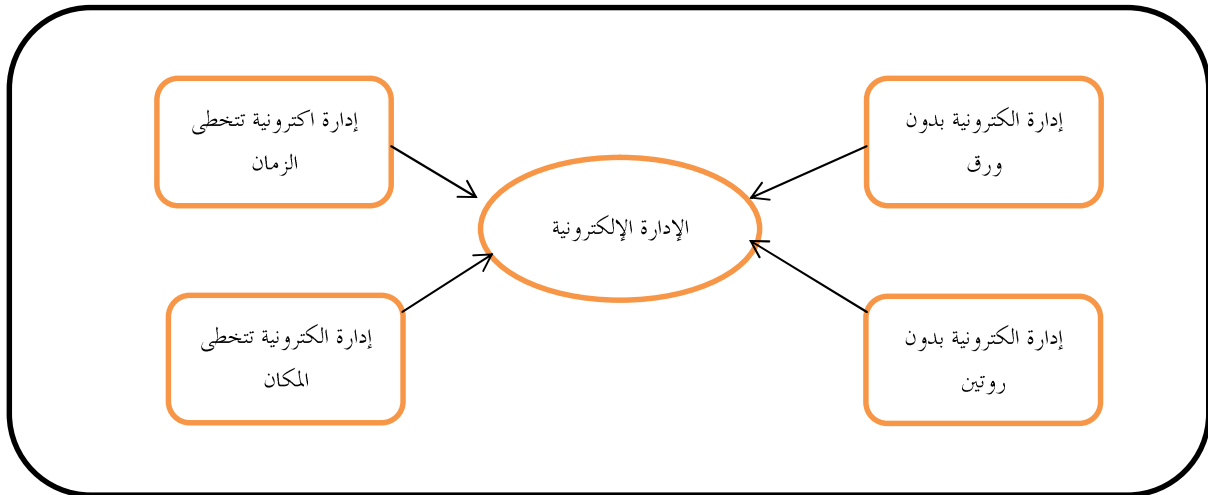 إدارة الكترونية بدون
ورق
إدارة اكترونية تتخطى
الزمان
الإدارة الإلكترونية
إدارة الكترونية بدون
روتين
إدارة الكترونية تتخطى
المكان